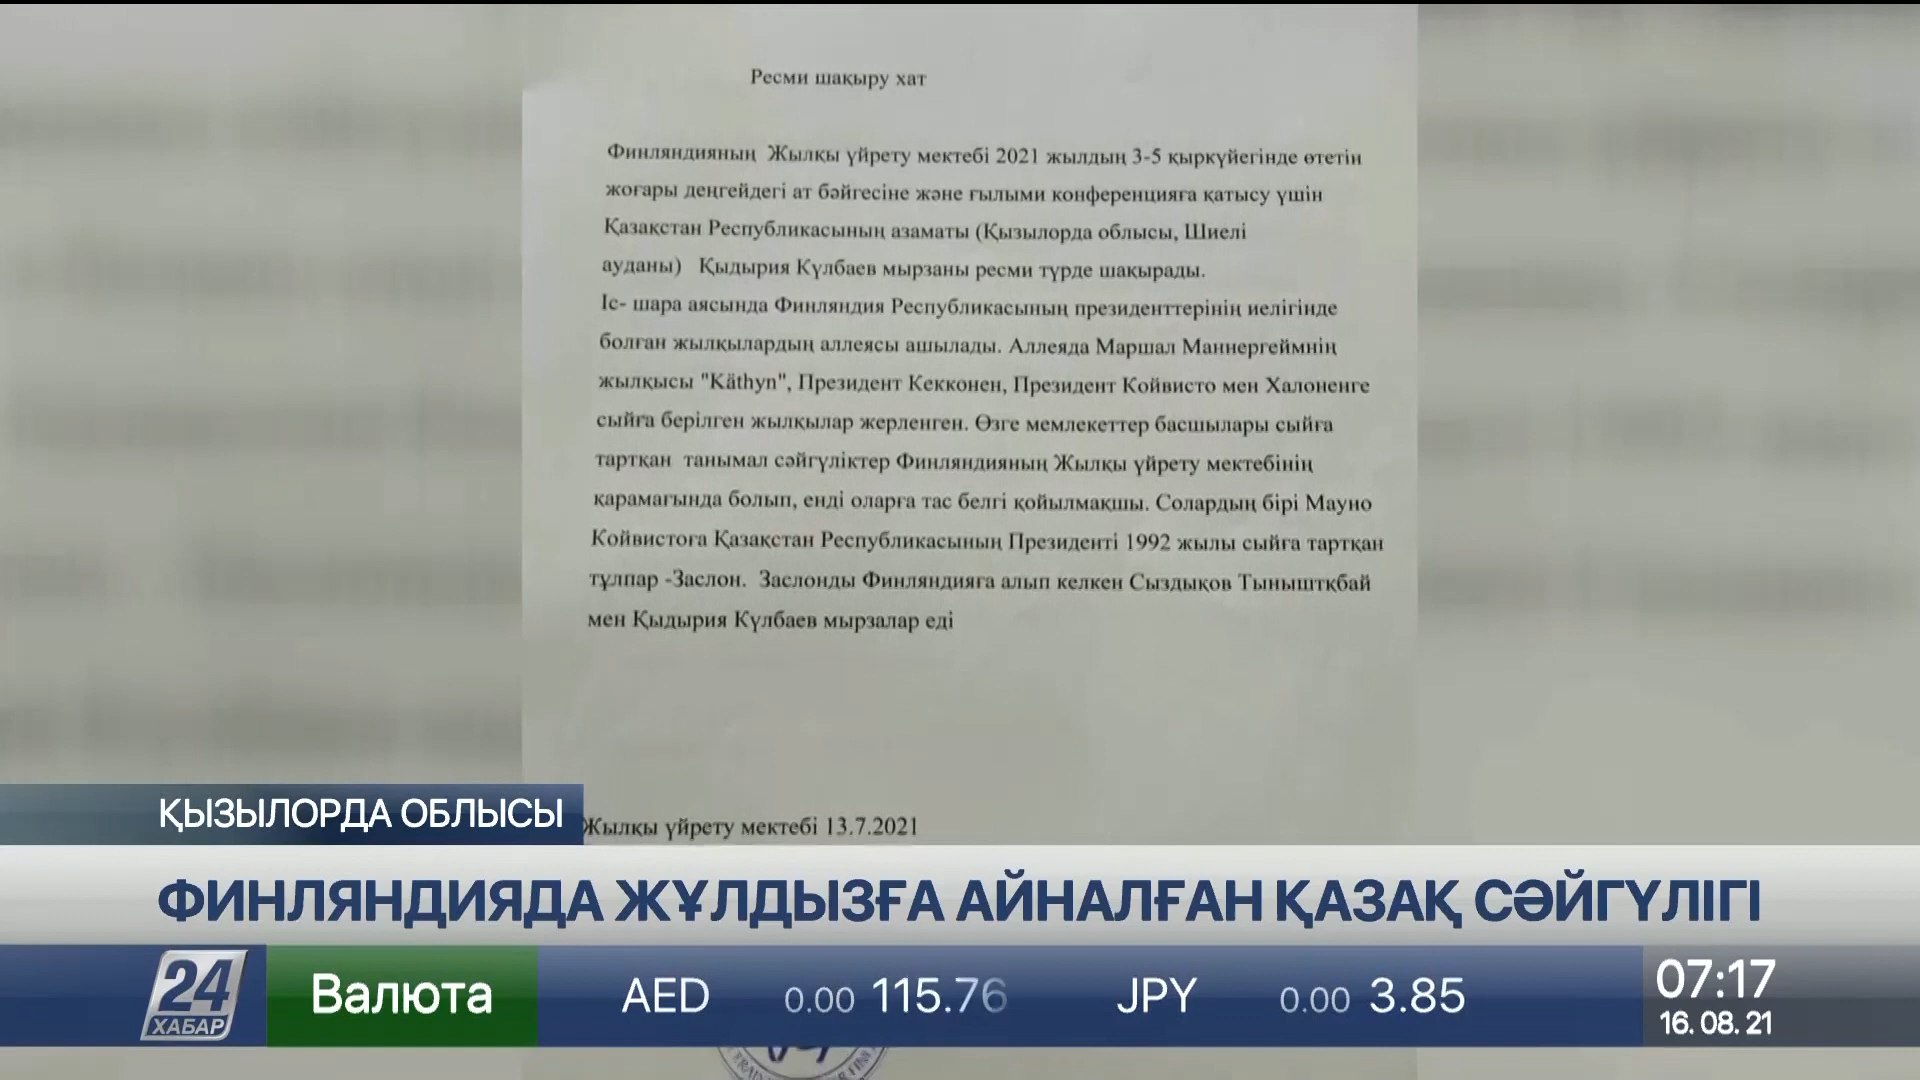 Ресми шақыру хат
Финляндияның Жылқы үйрету мектебі 2021 жылдың 3-5 қыркүйегінде өтетін
жоғары деңгейдегі ат бәйгесіне және ғылыми конференцияға қатысу үшін
Қазақстан Республикасының азаматы (Қызылорда облысы, Шиелі
ауданы) Қыдырия Күлбаев мырзаны ресми түрде шақырады.
Іс- шара аясында Финляндия Республикасының президенттерінің иелігінде
болған жылқылардың аллеясы ашылады. Аллеяда Маршал Маннергеймнің
жылқысы "Käthyn", Президент Кекконен, Президент Койвисто мен Халоненге
сыйға берілген жылқылар жерленген. Өзге мемлекеттер басшылары сыйға
тартқан танымал сәйгүліктер Финляндияның Жылқы үйрету мектебінің
қарамағында болып, енді оларға тас белгі қойылмақшы. Солардың бірі Мауно
Койвистоға Қазақстан Республикасының Президенті 1992 жылы сыйға тартқан
тұлпар -Заслон. Заслонды Финляндияға алып келкен Сыздықов Тыныштқбай
мен Қыдырия Күлбаев мырзалар еді
Жылқы үйрету мектебі 13.7.2021
ҚЫЗЫЛОРДА ОБЛЫСЫ
ФИНЛЯНДИЯДА ЖҰЛДЫЗҒА АЙНАЛҒАН ҚАЗАҚ СӘЙГҮЛІГІ
24 ХАБАР
Валюта AED 0.00 115.76 JPY 0.00 3.85
07:17
16. 08. 21